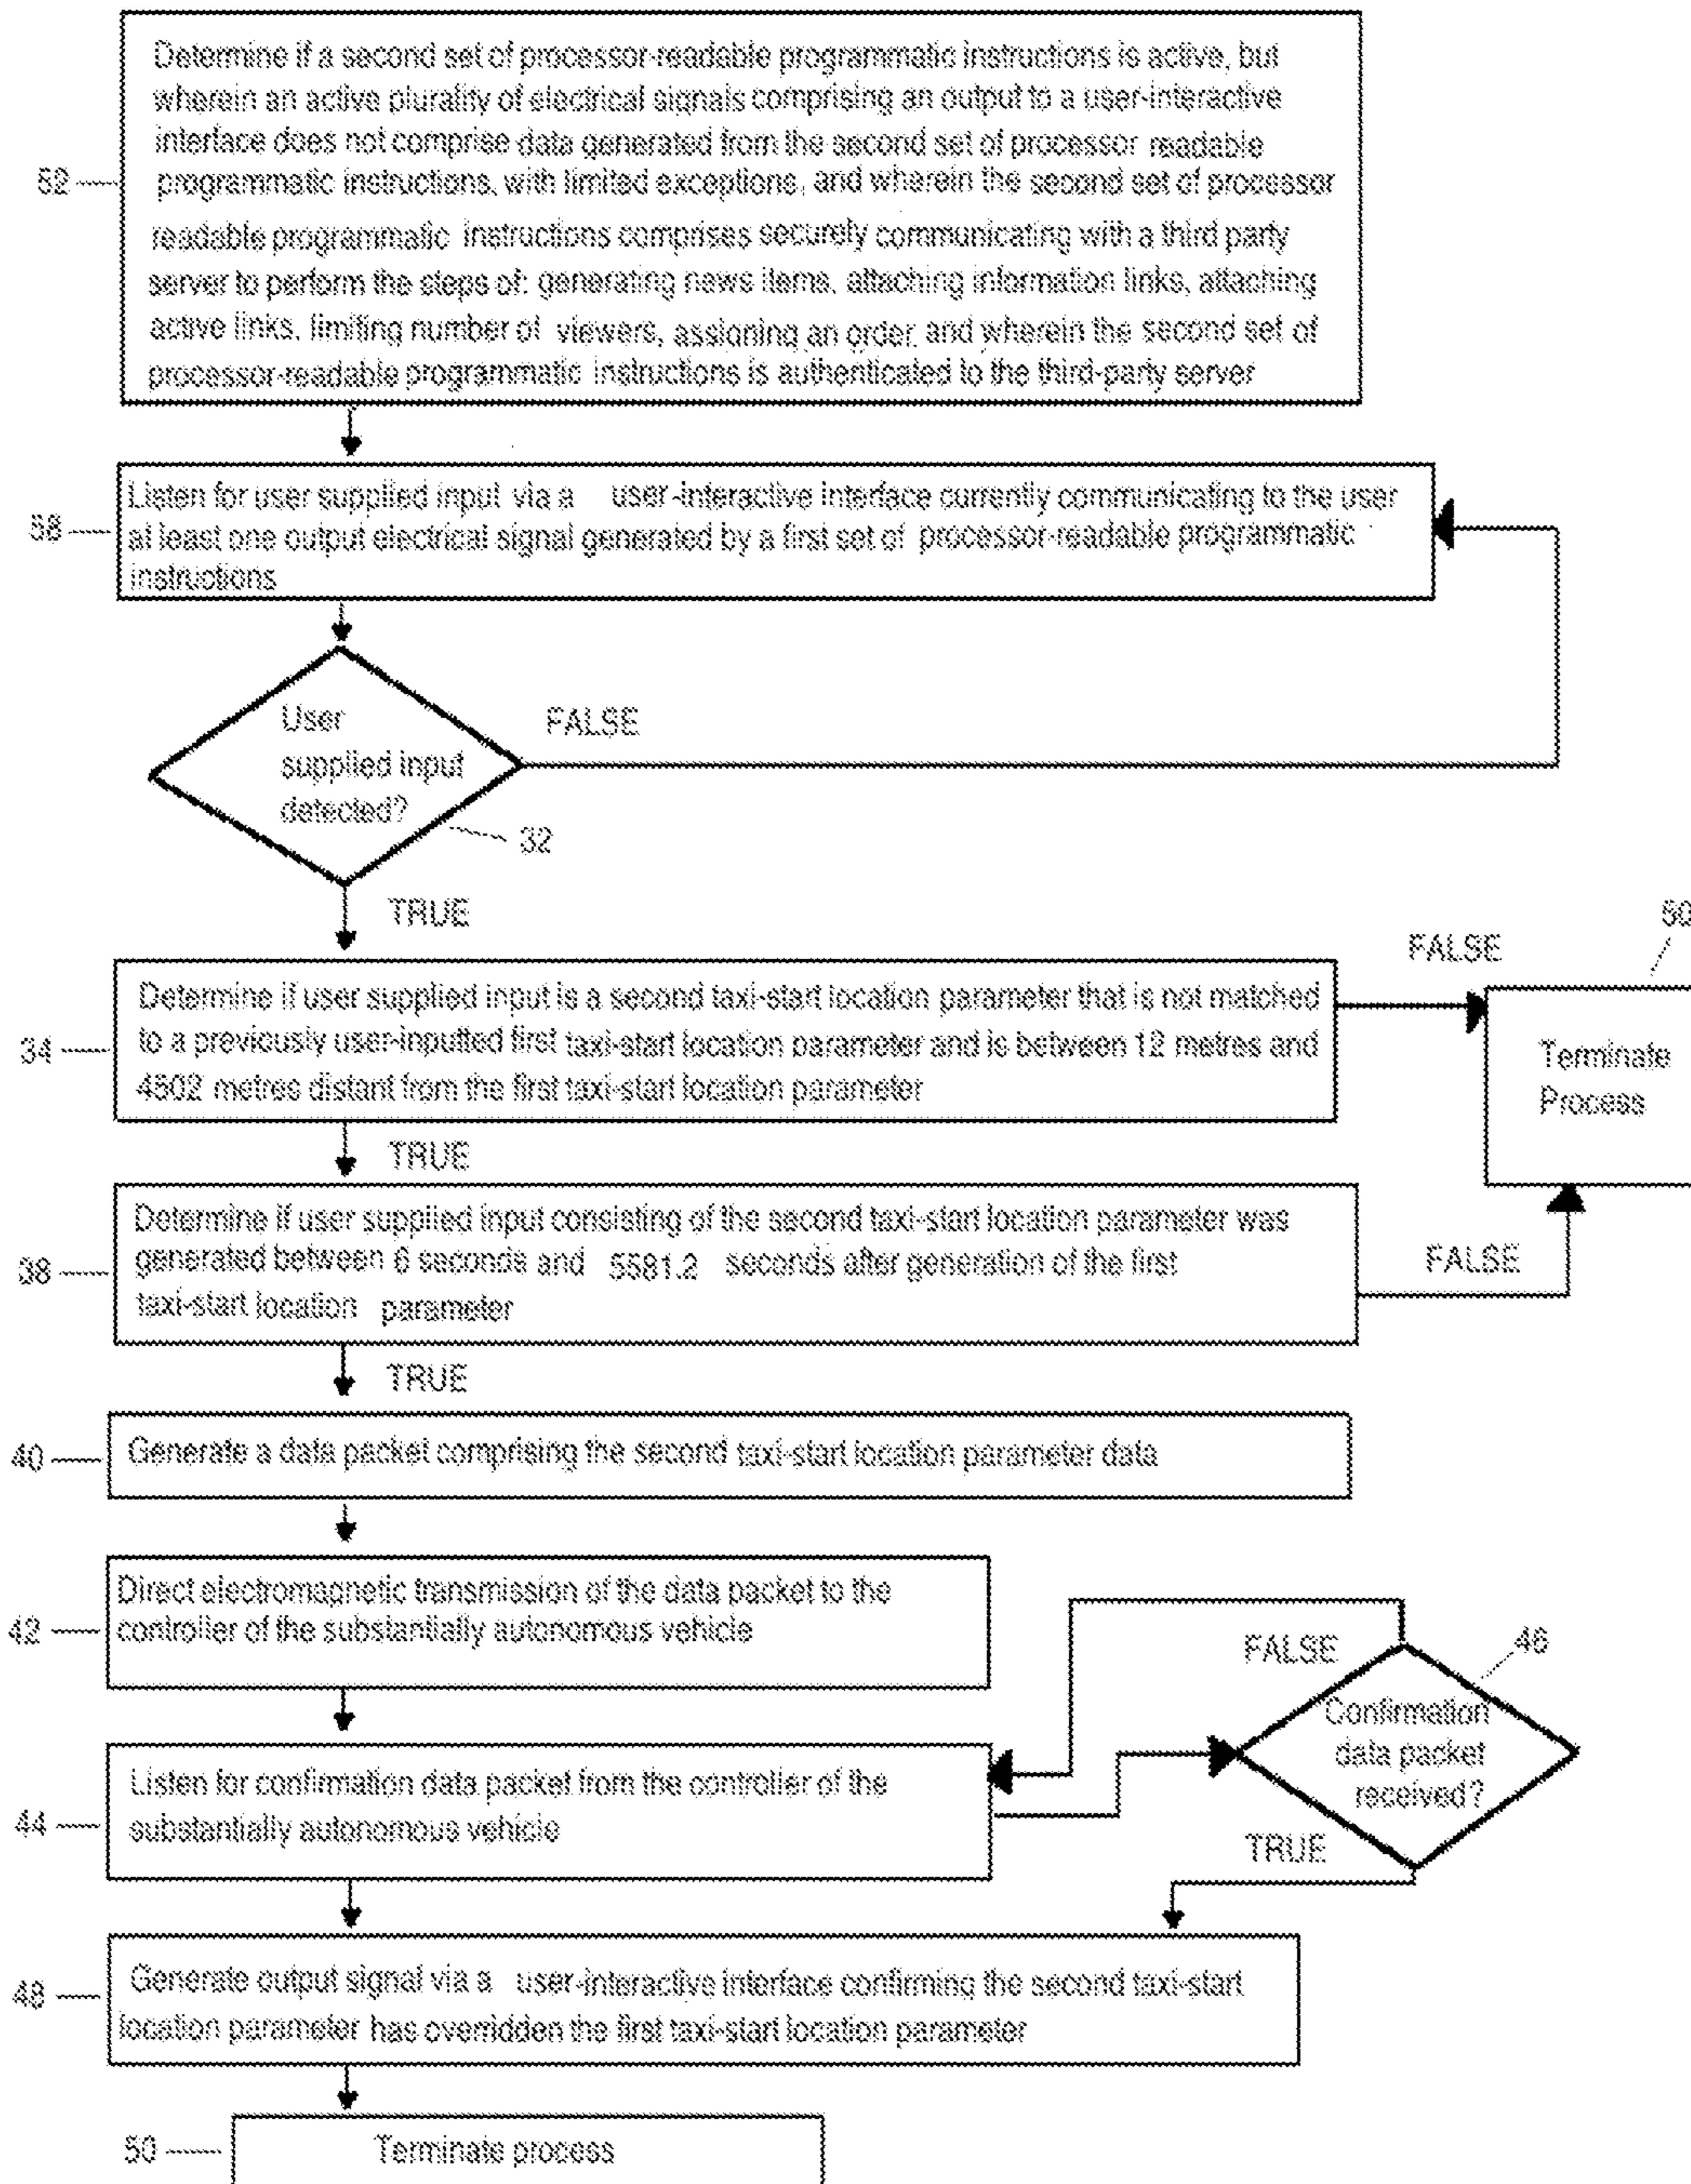 Determine if a second set of processor-readable programmatic instructions is active, but
wherein an active plurality of electrical signals comprising an output to a user-interactive
interface does not comprise data generated from the second set of processor readable
programmatic instructions, with limited exceptions, and wherein the second set of processor
readable programmatic instructions comprises securely communicating with a third party
server to perform the steps of: generating news items, attaching information links, attaching
active links, limiting number of viewers, assigning an order, and wherein the second set of
processor-readable programmatic instructions is authenticated to the third-party server
52
Listen for user supplied input via a user-interactive interface currently communicating to the user
at least one output electrical signal generated by a first set of processor-readable programmatic
instructions
58
User
supplied input
detected?
FALSE
32
TRUE
Determine if user supplied input is a second taxi-start location parameter that is not matched
to a previously user-inputted first taxi-start location parameter and is between 12 metres and
4502 metres distant from the first taxi-start location parameter
34
FALSE
50
Terminate
Process
TRUE
Determine if user supplied input consisting of the second taxi-start location parameter was
generated between 6 seconds and 5581.2 seconds after generation of the first
taxi-start location parameter
38
FALSE
TRUE
40
Generate a data packet comprising the second taxi-start location parameter data
Direct electromagnetic transmission of the data packet to the
controller of the substantially autonomous vehicle
42
FALSE
46
Confirmation
data packet
received?
Listen for confirmation data packet from the controller of the
substantially autonomous vehicle
44
TRUE
Generate output signal via a user-interactive interface confirming the second taxi-start
location parameter has overridden the first taxi-start location parameter
48
50
Terminate process